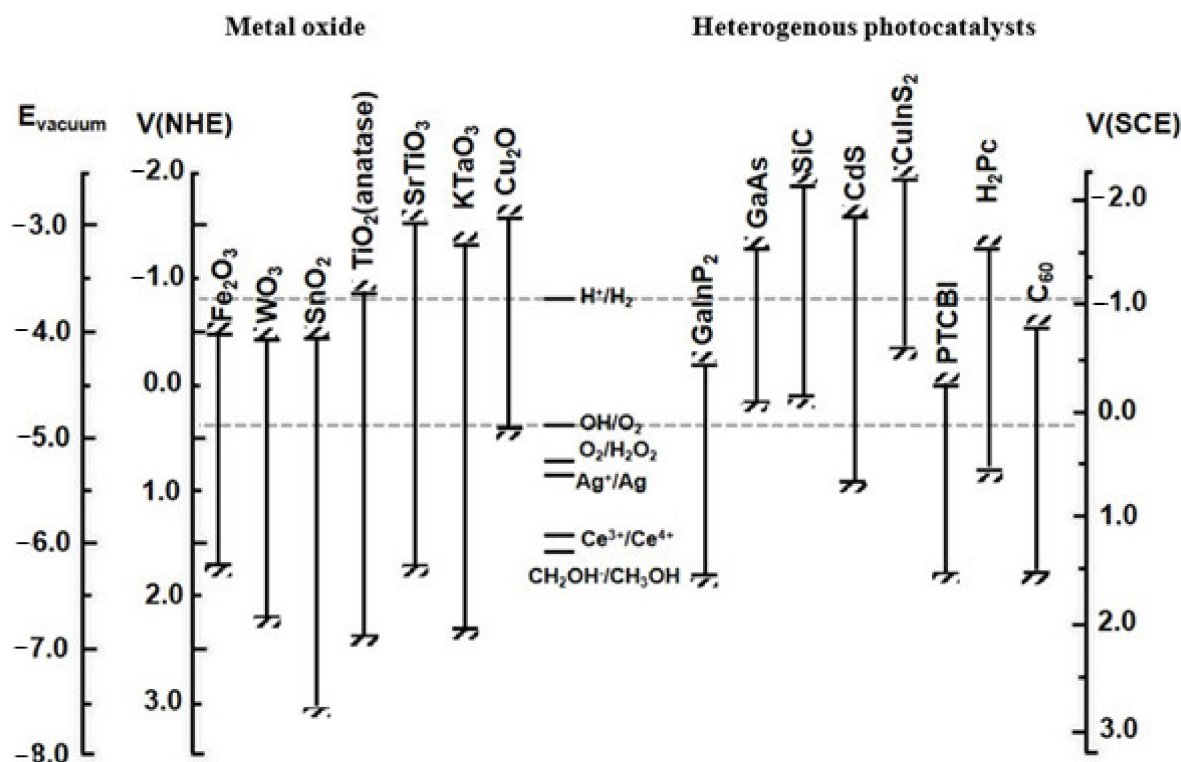 Metal oxide
Heterogenous photocatalysts
E_vacuum
V(NHE)
V(SCE)
−3.0
−4.0
−5.0
−6.0
−7.0
−8.0
−2.0
−1.0
0.0
1.0
2.0
3.0
Fe₂O₃
WO₃
SnO₂
TiO₂(anatase)
SrTiO₃
KTaO₃
Cu₂O
H⁺/H₂
OH/O₂
O₂/H₂O₂
Ag⁺/Ag
Ce³⁺/Ce⁴⁺
CH₂OH·/CH₃OH
GaInP₂
GaAs
SiC
CdS
CuInS₂
PTCBI
H₂Pc
C₆₀
−2.0
−1.0
0.0
1.0
2.0
3.0